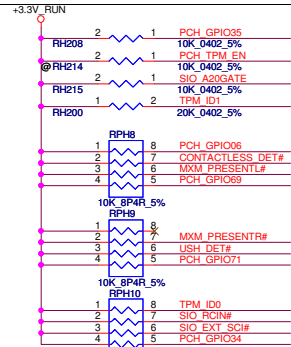 +3.3V_RUN
2 1 PCH_GPIO35
RH208 10K_0402_5%
2 1 PCH_TPM_EN
@RH214 10K_0402_5%
2 1 SIO_A20GATE
RH215 10K_0402_5%
1 2 TPM_ID1
RH200 20K_0402_5%
RPH8
1 8 PCH_GPIO06
2 7 CONTACTLESS_DET#
3 6 MXM_PRESENTL#
4 5 PCH_GPIO69
10K_8P4R_5%
RPH9
1 8
2 7 MXM_PRESENTR#
3 6 USH_DET#
4 5 PCH_GPIO71
10K_8P4R_5%
RPH10
1 8 TPM_ID0
2 7 SIO_RCIN#
3 6 SIO_EXT_SCI#
4 5 PCH_GPIO34